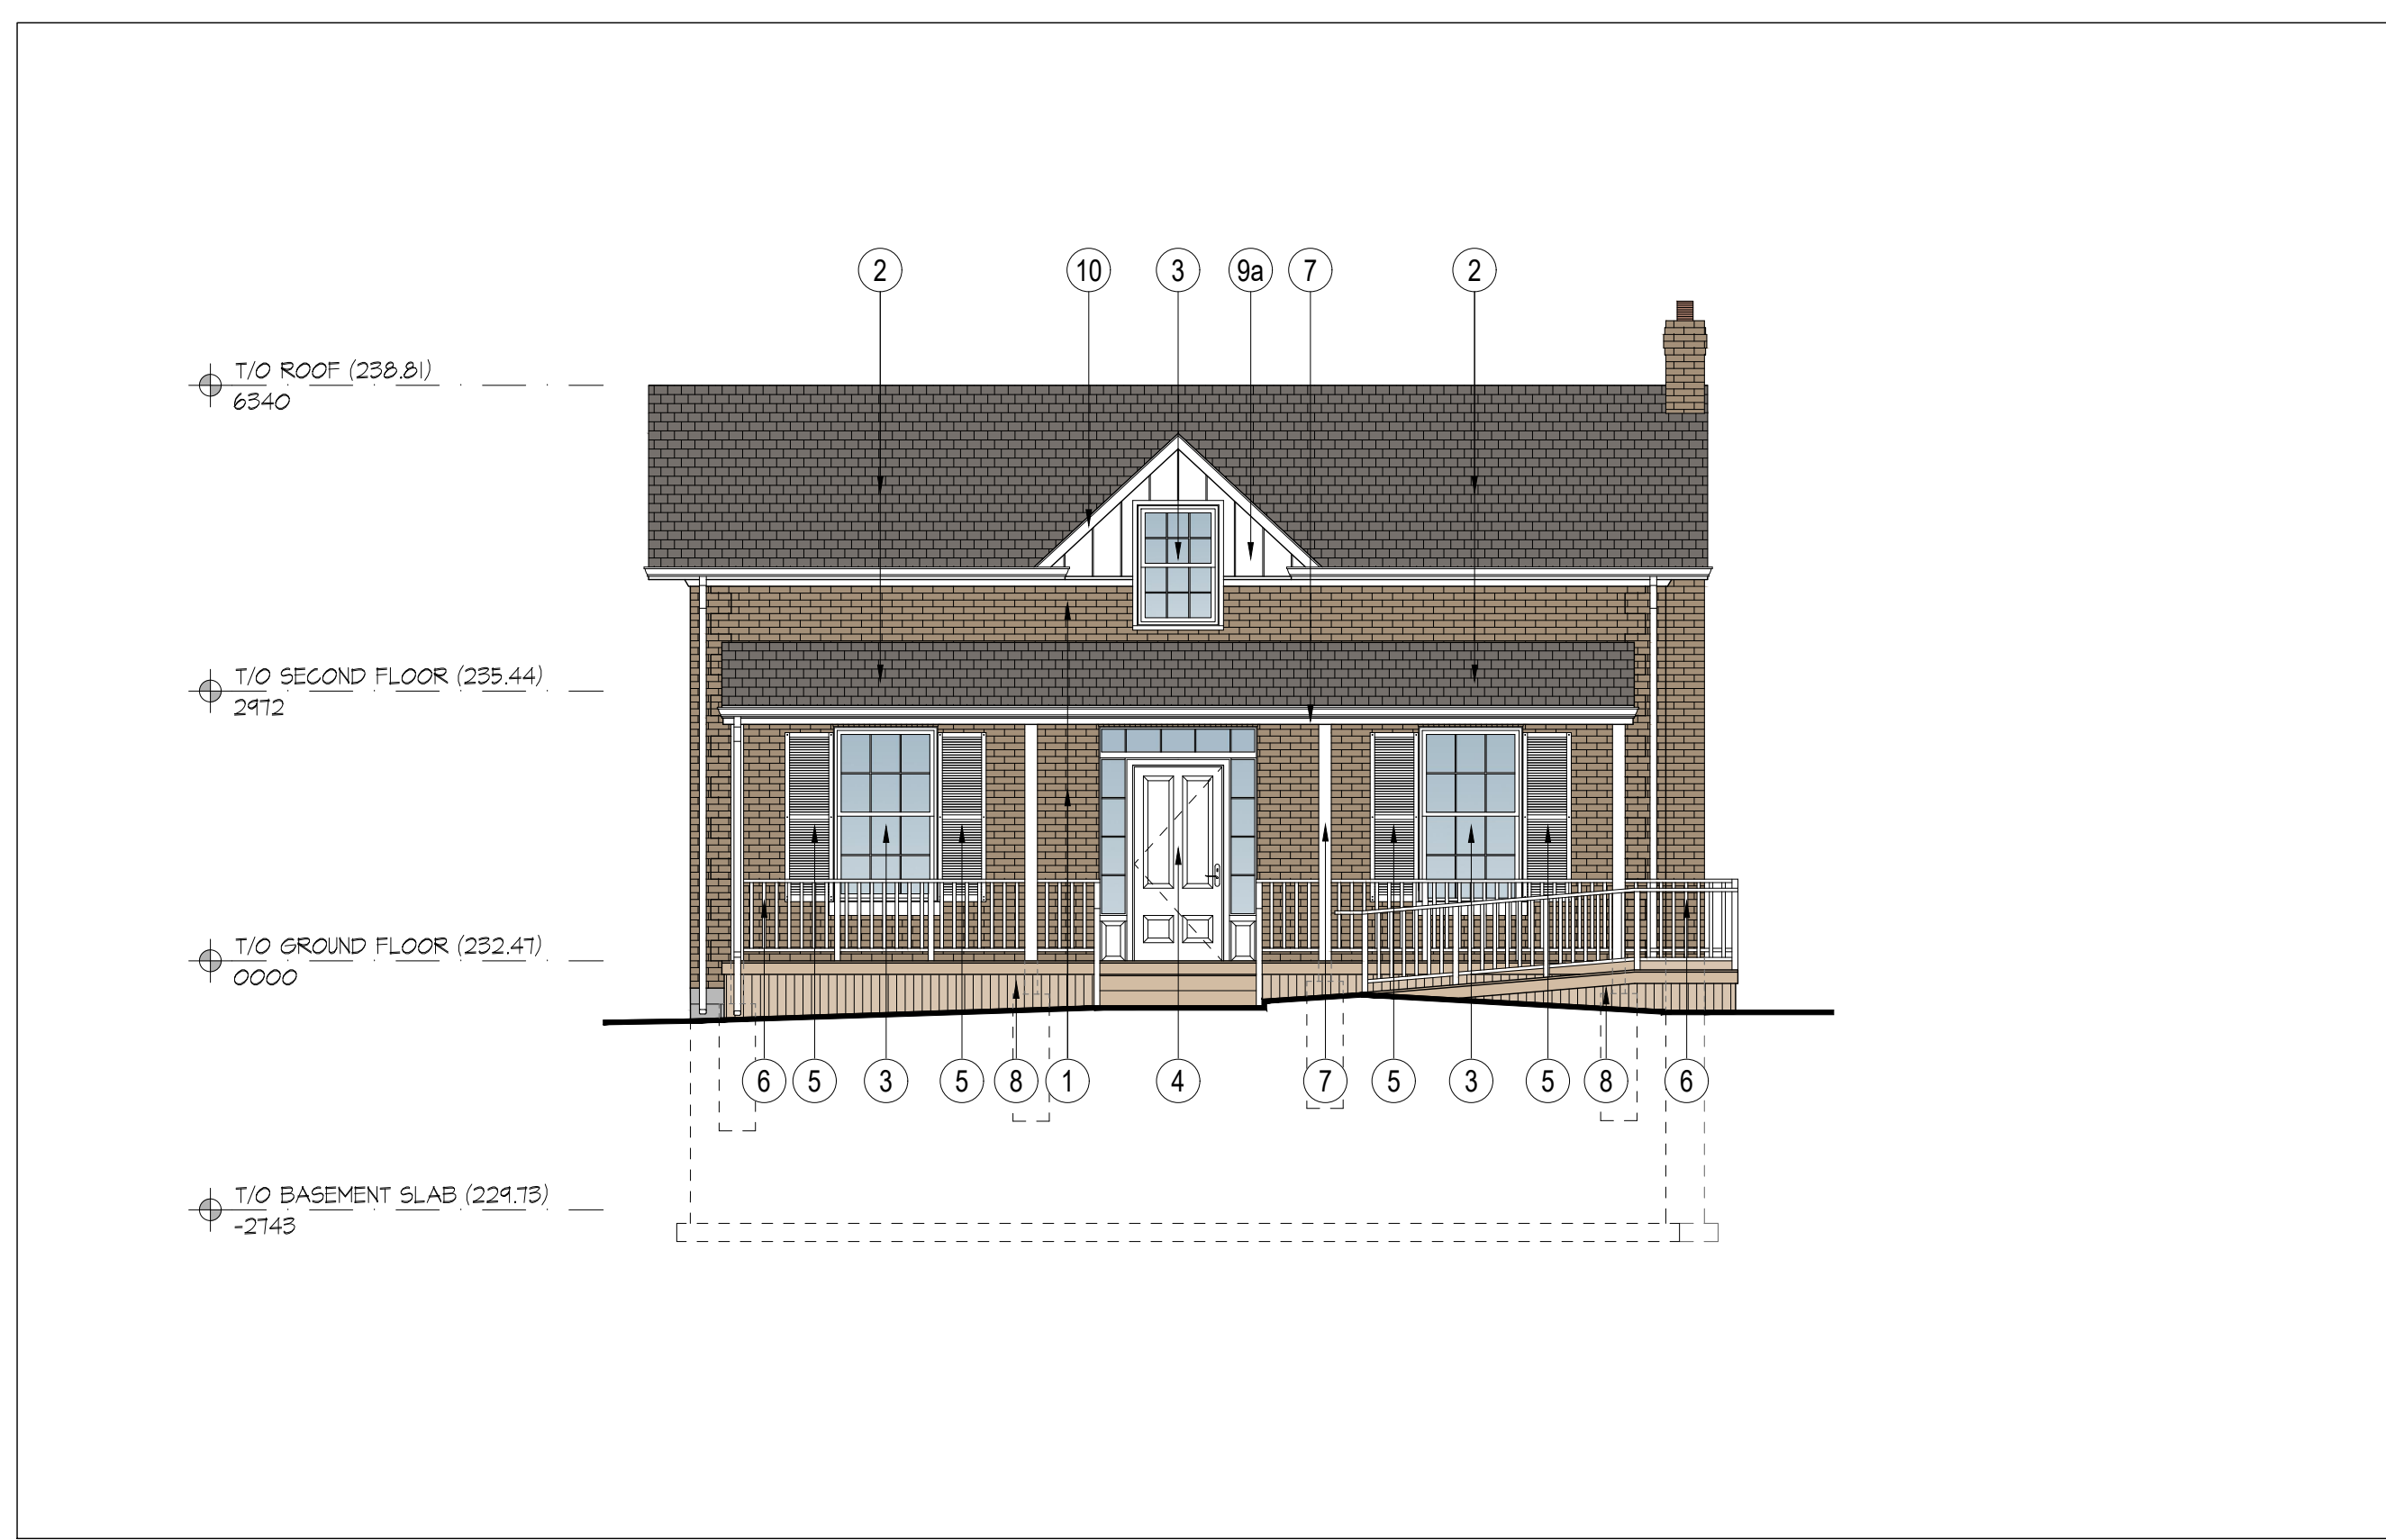 2 10 3 9a 7 2
T/O ROOF (238.81)
6340
T/O SECOND FLOOR (235.44)
2972
T/O GROUND FLOOR (232.47)
0000
6 5 3 5 8 1 4 7 5 3 5 8 6
T/O BASEMENT SLAB (229.73)
-2743